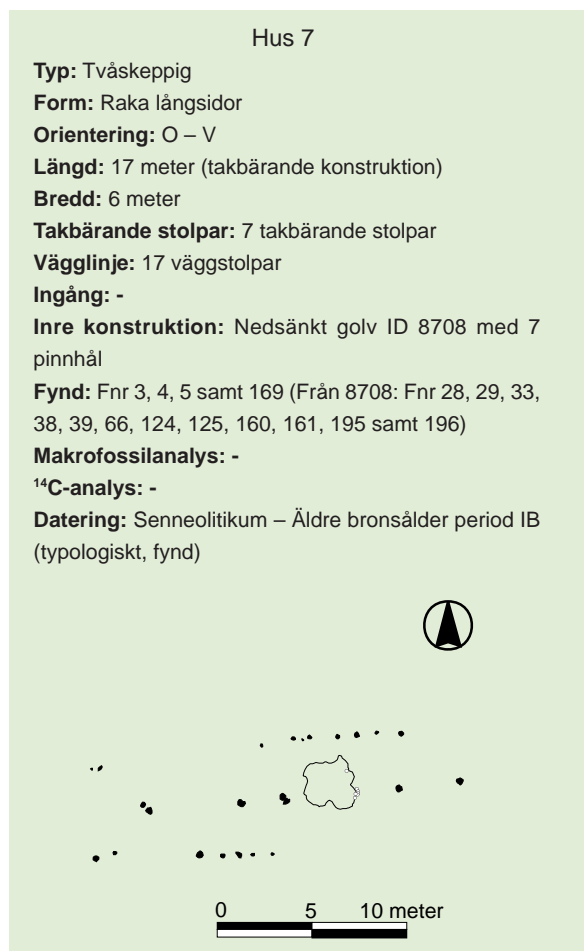 Hus 7
Typ: Tvåskeppig
Form: Raka långsidor
Orientering: O – V
Längd: 17 meter (takbärande konstruktion)
Bredd: 6 meter
Takbärande stolpar: 7 takbärande stolpar
Vägglinje: 17 väggstolpar
Ingång: -
Inre konstruktion: Nedsänkt golv ID 8708 med 7
pinnhål
Fynd: Fnr 3, 4, 5 samt 169 (Från 8708: Fnr 28, 29, 33,
38, 39, 66, 124, 125, 160, 161, 195 samt 196)
Makrofossilanalys: -
¹⁴C-analys: -
Datering: Senneolitikum – Äldre bronsålder period IB
(typologiskt, fynd)
0 5 10 meter